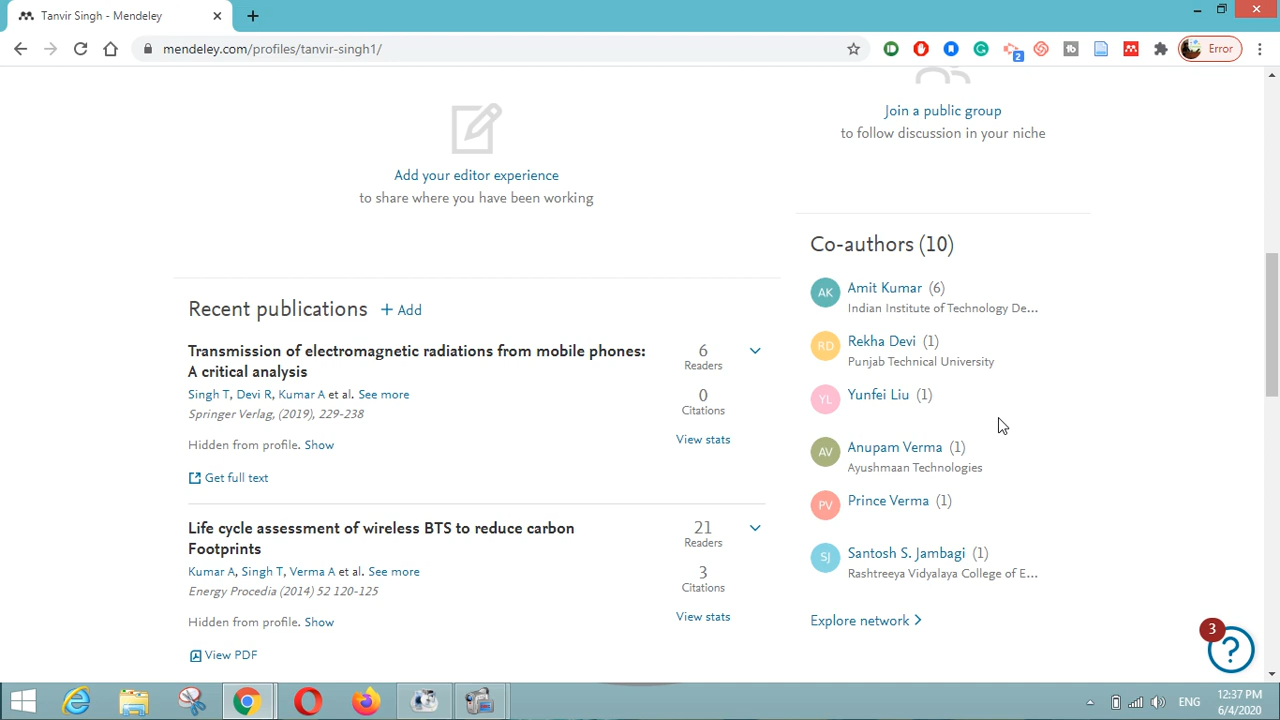 Tanvir Singh - Mendeley
mendeley.com/profiles/tanvir-singh1/
2
Error
Add your editor experience
to share where you have been working
Recent publications + Add
Transmission of electromagnetic radiations from mobile phones:
A critical analysis
Singh T, Devi R, Kumar A et al. See more
Springer Verlag, (2019), 229-238
Hidden from profile. Show
Get full text
6
Readers
0
Citations
View stats
Life cycle assessment of wireless BTS to reduce carbon
Footprints
Kumar A, Singh T, Verma A et al. See more
Energy Procedia (2014) 52 120-125
Hidden from profile. Show
View PDF
21
Readers
3
Citations
View stats
Join a public group
to follow discussion in your niche
Co-authors (10)
AK
Amit Kumar (6)
Indian Institute of Technology De...
RD
Rekha Devi (1)
Punjab Technical University
YL
Yunfei Liu (1)
AV
Anupam Verma (1)
Ayushmaan Technologies
PV
Prince Verma (1)
SJ
Santosh S. Jambagi (1)
Rashtreeya Vidyalaya College of E...
Explore network
3
?
ENG
12:37 PM
6/4/2020